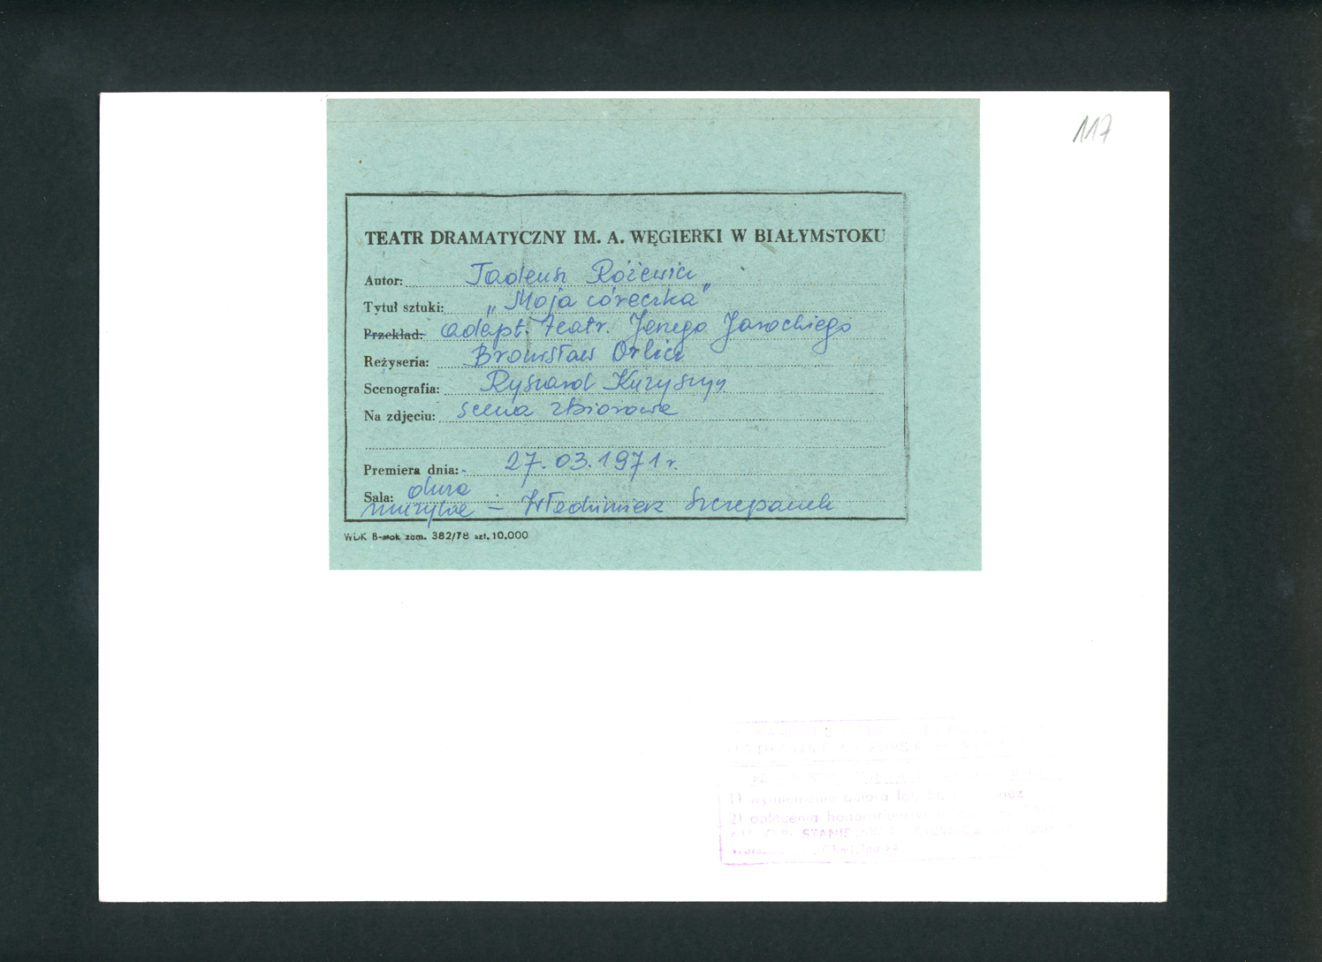 117
TEATR DRAMATYCZNY IM. A. WĘGIERKI W BIAŁYMSTOKU
Autor: Tadeusz Różewicz
Tytuł sztuki: „Moja córeczka"
Przekład: adapt. teatr. Jerzego Jarockiego
Reżyseria: Bronisław Orlicz
Scenografia: Ryszard Kuzyszyn
Na zdjęciu: scena zbiorowa
Premiera dnia: 27.03.1971 r.
Sala: duża
muzyka – Włodzimierz Szczepanek
WDK B-stok zam. 382/78 szt. 10.000